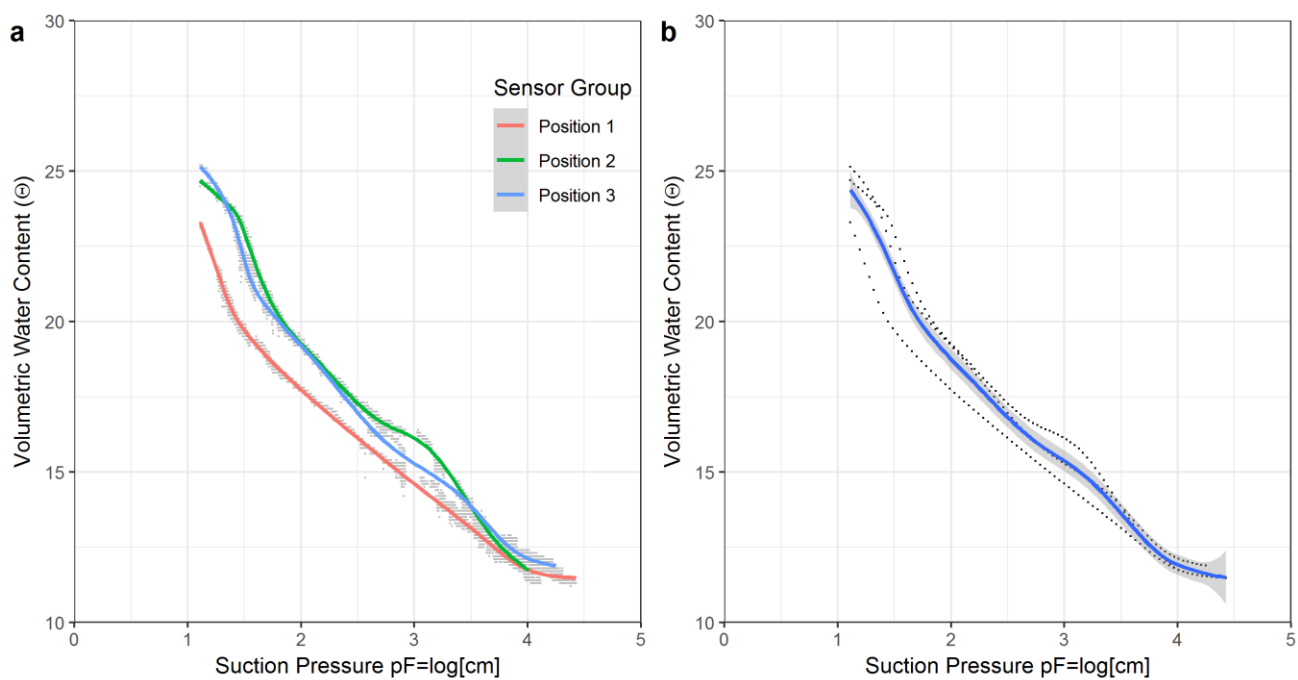 a
30
25
20
15
10
Volumetric Water Content (Θ)
Sensor Group
Position 1
Position 2
Position 3
0 1 2 3 4 5
Suction Pressure pF=log[cm]
b
30
25
20
15
10
Volumetric Water Content (Θ)
0 1 2 3 4 5
Suction Pressure pF=log[cm]